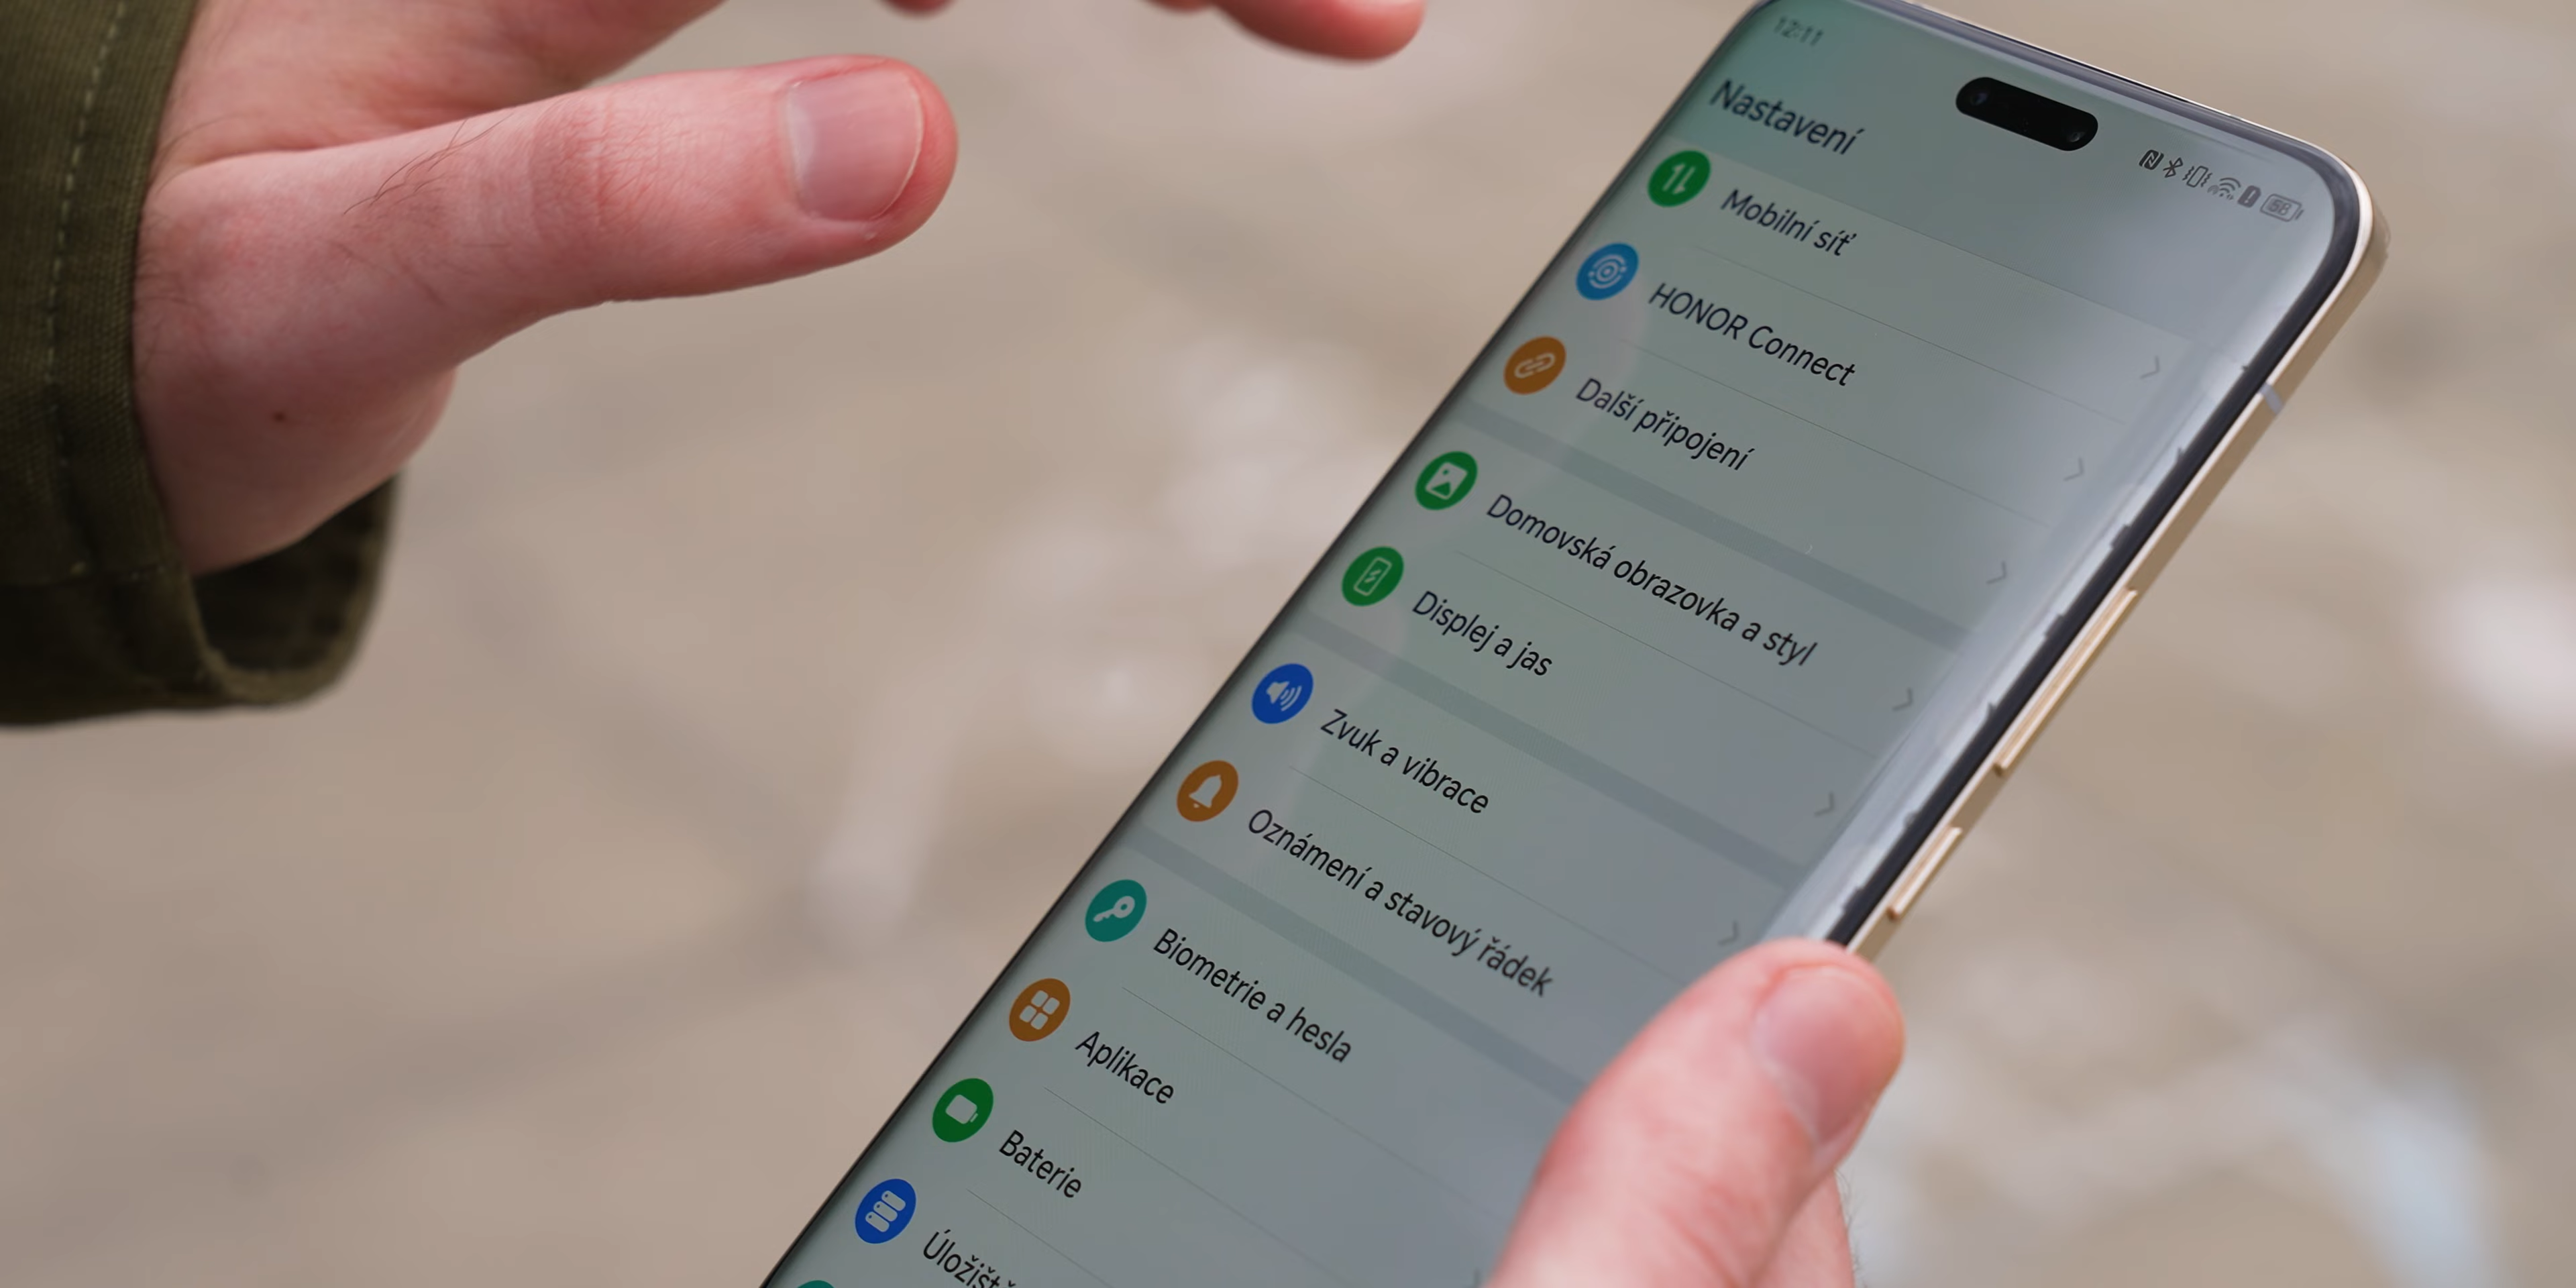 12:11
58
Nastavení
Mobilní síť
HONOR Connect
Další připojení
Domovská obrazovka a styl
Displej a jas
Zvuk a vibrace
Oznámení a stavový řádek
Biometrie a hesla
Aplikace
Baterie
Úložiště